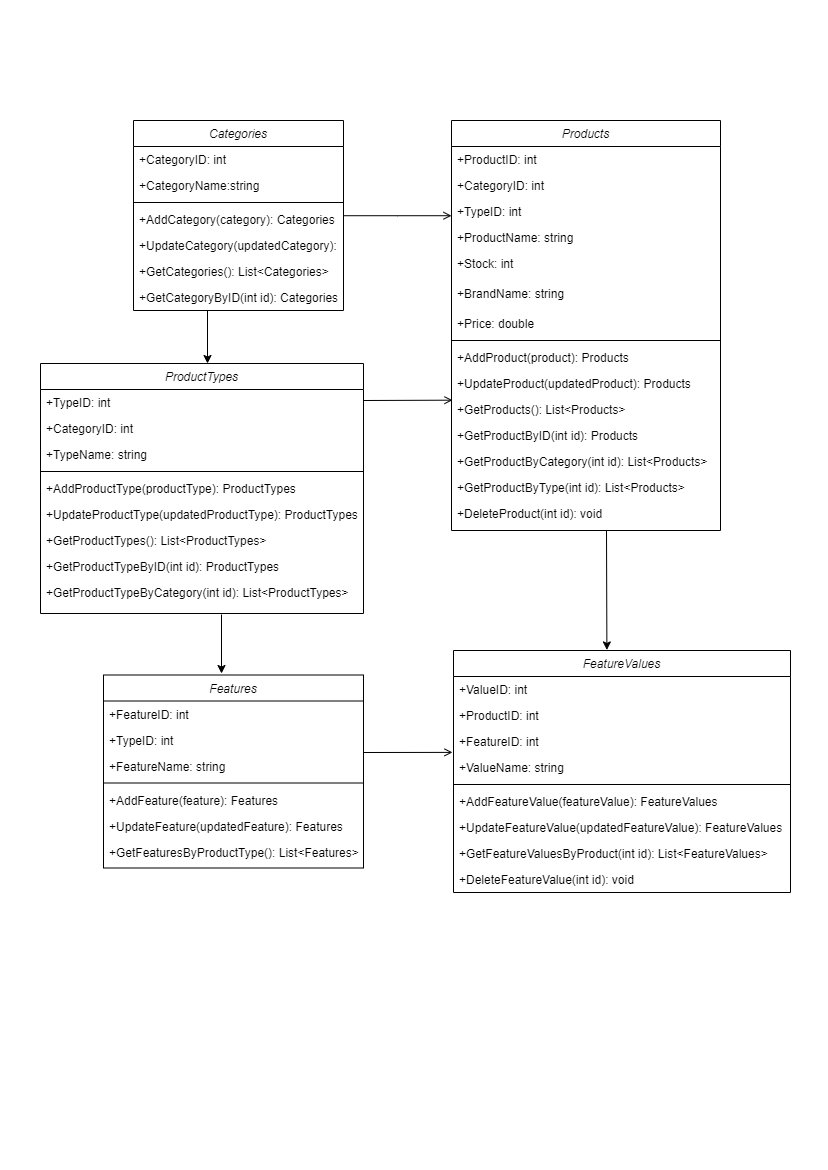 Categories
+CategoryID: int
+CategoryName:string
+AddCategory(category): Categories
+UpdateCategory(updatedCategory):
+GetCategories(): List<Categories>
+GetCategoryByID(int id): Categories
Products
+ProductID: int
+CategoryID: int
+TypeID: int
+ProductName: string
+Stock: int
+BrandName: string
+Price: double
+AddProduct(product): Products
+UpdateProduct(updatedProduct): Products
+GetProducts(): List<Products>
+GetProductByID(int id): Products
+GetProductByCategory(int id): List<Products>
+GetProductByType(int id): List<Products>
+DeleteProduct(int id): void
ProductTypes
+TypeID: int
+CategoryID: int
+TypeName: string
+AddProductType(productType): ProductTypes
+UpdateProductType(updatedProductType): ProductTypes
+GetProductTypes(): List<ProductTypes>
+GetProductTypeByID(int id): ProductTypes
+GetProductTypeByCategory(int id): List<ProductTypes>
Features
+FeatureID: int
+TypeID: int
+FeatureName: string
+AddFeature(feature): Features
+UpdateFeature(updatedFeature): Features
+GetFeaturesByProductType(): List<Features>
FeatureValues
+ValueID: int
+ProductID: int
+FeatureID: int
+ValueName: string
+AddFeatureValue(featureValue): FeatureValues
+UpdateFeatureValue(updatedFeatureValue): FeatureValues
+GetFeatureValuesByProduct(int id): List<FeatureValues>
+DeleteFeatureValue(int id): void